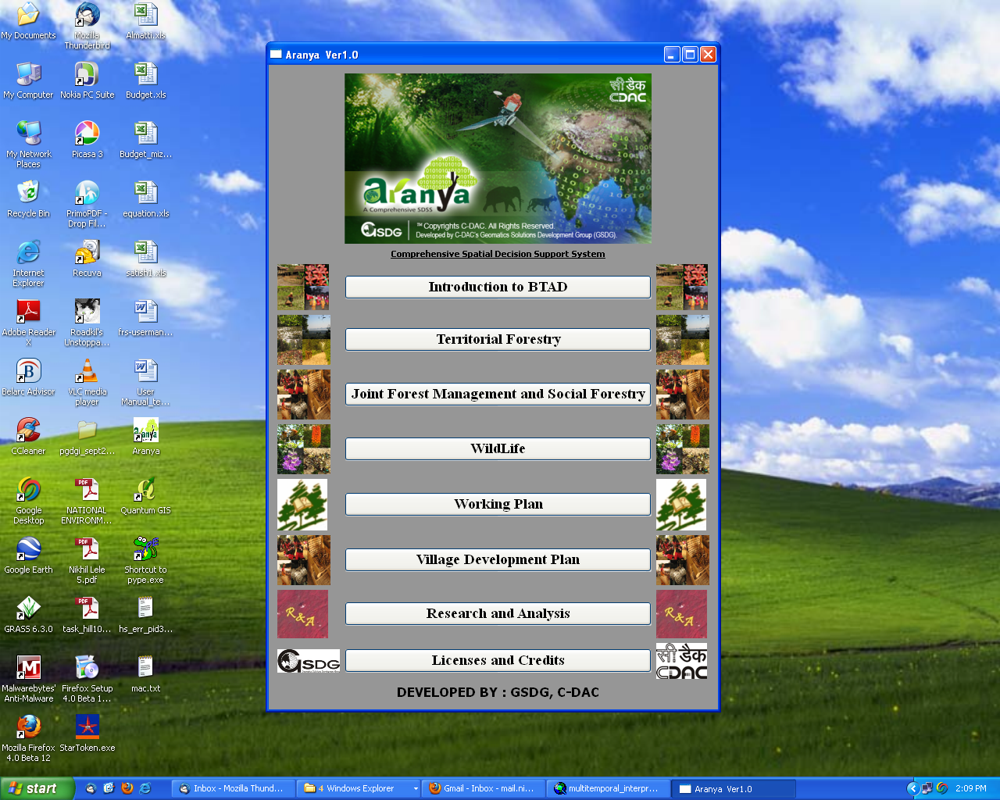 My Documents
Mozilla Thunderbird
Almatti.xls
My Computer
Nokia PC Suite
Budget.xls
My Network Places
Picasa 3
Budget_miz...
Recycle Bin
PrimoPDF - Drop Fil...
equation.xls
Internet Explorer
Recuva
satish1.xls
Adobe Reader X
Roadkil's Unstoppa...
frs-userman...
Belarc Advisor
VLC media player
User Manual_te...
CCleaner
pgdgi_sept2...
Aranya
Google Desktop
NATIONAL ENVIRONM...
Quantum GIS
Google Earth
Nikhil Lele 5.pdf
Shortcut to pype.exe
GRASS 6.3.0
task_hill10...
hs_err_pid3...
Malwarebytes' Anti-Malware
Firefox Setup 4.0 Beta 1...
mac.txt
Mozilla Firefox 4.0 Beta 12
StarToken.exe
Aranya Ver1.0
सी डैक
CDAC
aranya
A Comprehensive SDSS
GSDG
™ Copyrights C-DAC. All Rights Reserved.
Developed by C-DAC's Geomatics Solutions Development Group (GSDG).
Comprehensive Spatial Decision Support System
Introduction to BTAD
Territorial Forestry
Joint Forest Management and Social Forestry
WildLife
Working Plan
Village Development Plan
R&A
Research and Analysis
R&A
GSDG
Licenses and Credits
सी डैक
CDAC
DEVELOPED BY : GSDG, C-DAC
start
Inbox - Mozilla Thund...
4 Windows Explorer
Gmail - Inbox - mail.ni...
multitemporal_interpr...
Aranya Ver1.0
2:09 PM